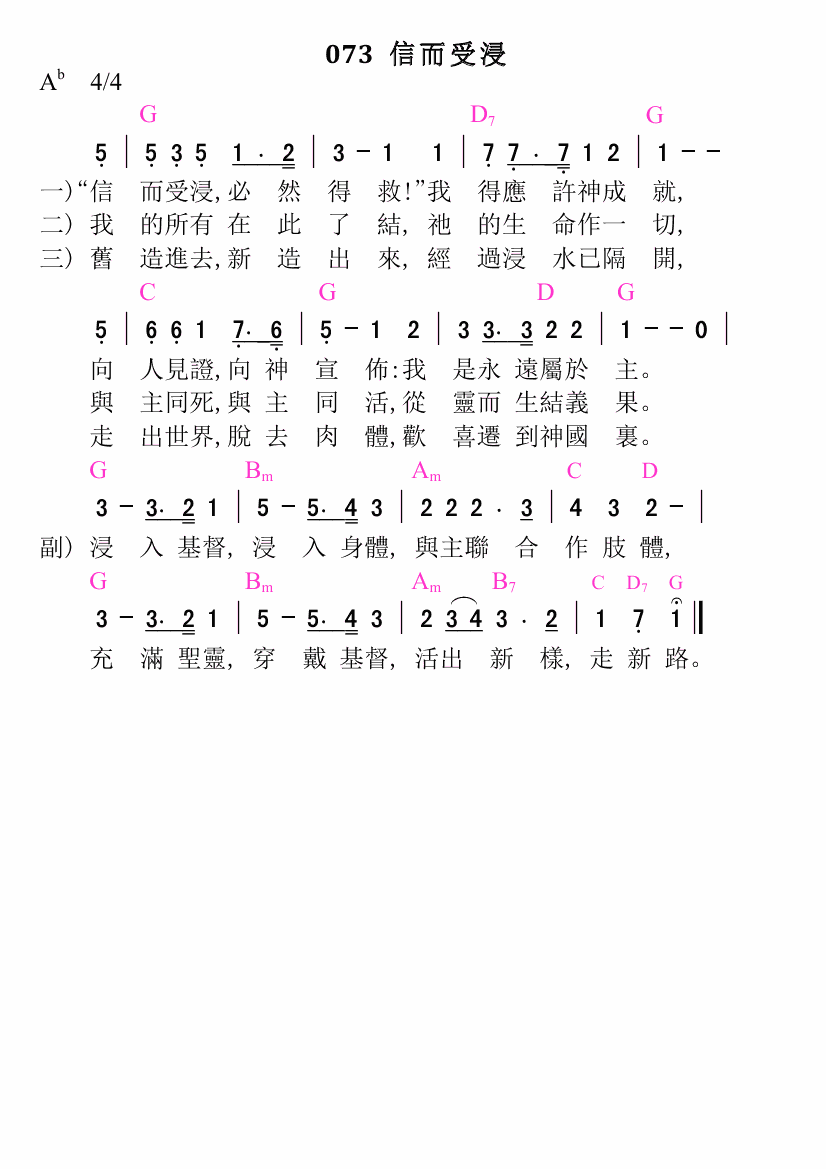 073 信而受浸
A♭ 4/4
G D7 G
5̣ | 5̣ 3̣ 5̣ 1 · 2 | 3 - 1 1 | 7̣ 7̣ · 7̣ 1 2 | 1 - -
一)“信 而受浸,必 然 得 救!”我 得應 許神成 就,
二) 我 的所有 在 此 了 結, 祂 的生 命作一 切,
三) 舊 造進去,新 造 出 來, 經 過浸 水已隔 開,
C G D G
5̣ | 6̣ 6̣ 1 7̣· 6̣ | 5̣ - 1 2 | 3 3· 3 2 2 | 1 - - 0 |
向 人見證,向 神 宣 佈:我 是永 遠屬於 主。
與 主同死,與 主 同 活,從 靈而 生結義 果。
走 出世界,脫 去 肉 體,歡 喜遷 到神國 裏。
G Bm Am C D
3 - 3· 2 1 | 5 - 5· 4 3 | 2 2 2 · 3 | 4 3 2 - |
副) 浸 入 基督, 浸 入 身體, 與主聯 合 作 肢 體,
G Bm Am B7 C D7 G
3 - 3· 2 1 | 5 - 5· 4 3 | 2 3 4 3 · 2 | 1 7̣ 1 ‖
充 滿 聖靈, 穿 戴 基督, 活出 新 樣, 走 新 路。